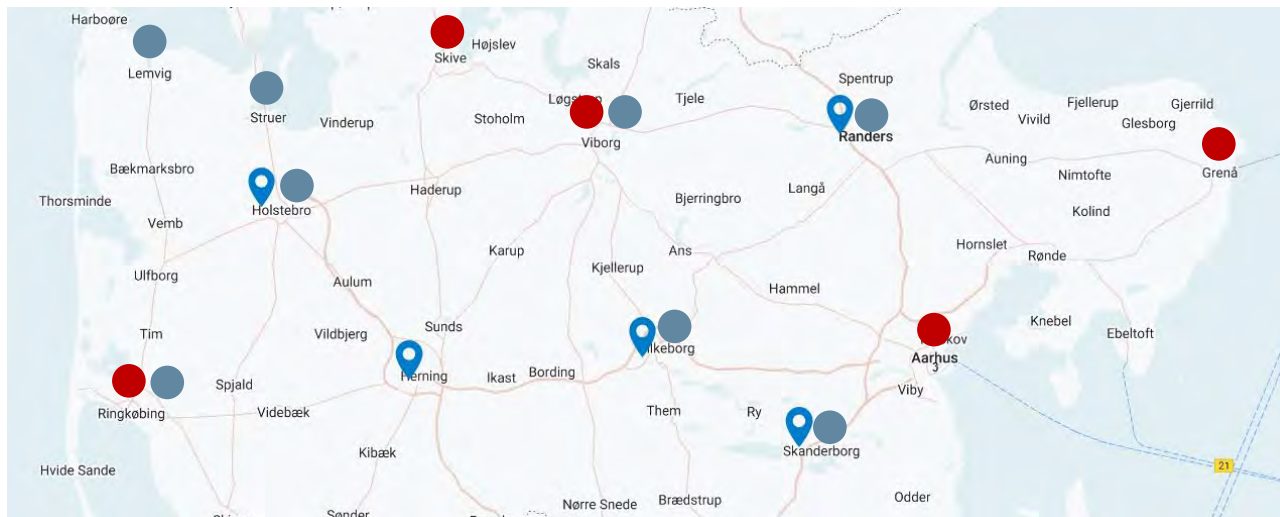 Harboøre
Lemvig
Skive
Højslev
Skals
Struer
Vinderup
Stoholm
Viborg
Tjele
Spentrup
Randers
Ørsted
Vivild
Fjellerup
Glesborg
Gjerrild
Grenå
Auning
Nimtofte
Kolind
Bækmarksbro
Thorsminde
Vemb
Holstebro
Haderup
Bjerringbro
Langå
Ulfborg
Aulum
Karup
Kjellerup
Ans
Hammel
Hornslet
Rønde
Tim
Vildbjerg
Sunds
Knebel
Ebeltoft
Aarhus
3
Viby
Ringkøbing
Spjald
Videbæk
Ikast
Bording
Them
Ry
Skanderborg
Kibæk
Hvide Sande
21
Nørre Snede
Brædstrup
Odder
Sønder